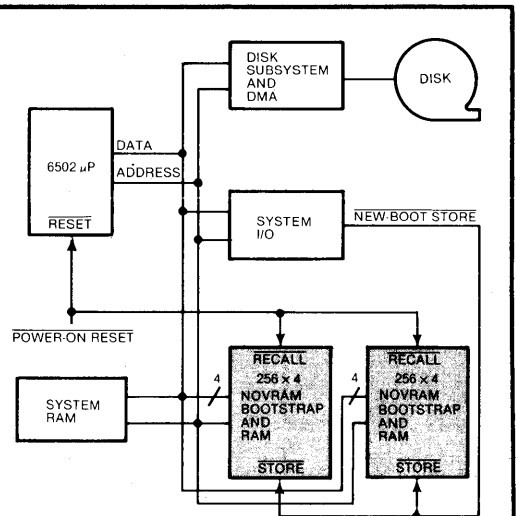 DISK
SUBSYSTEM
AND
DMA
DISK
6502 μP
DATA
ADDRESS
RESET
SYSTEM
I/O
NEW-BOOT STORE
POWER-ON RESET
SYSTEM
RAM
4
RECALL
256 x 4
NOVRAM
BOOTSTRAP
AND
RAM
STORE
4
RECALL
256 x 4
NOVRAM
BOOTSTRAP
AND
RAM
STORE